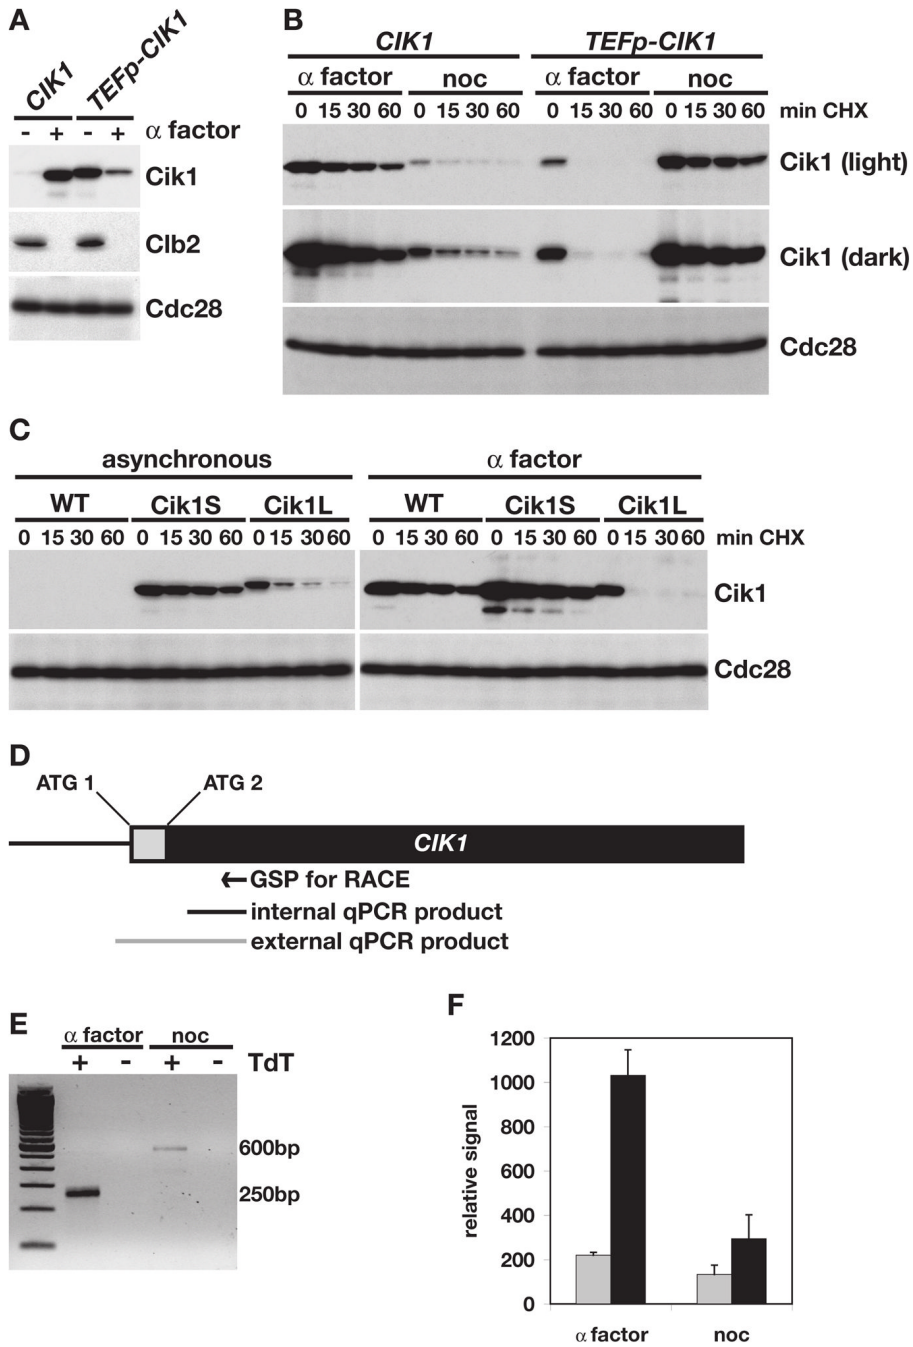 A
CIK1
TEFp-CIK1
- + - + α factor
Cik1
Clb2
Cdc28
B
CIK1 TEFp-CIK1
α factor noc α factor noc
0 15 30 60 0 15 30 60 0 15 30 60 0 15 30 60 min CHX
Cik1 (light)
Cik1 (dark)
Cdc28
C
asynchronous α factor
WT Cik1S Cik1L WT Cik1S Cik1L
0 15 30 60 0 15 30 60 0 15 30 60 0 15 30 60 0 15 30 60 0 15 30 60 min CHX
Cik1
Cdc28
D
ATG 1 ATG 2
CIK1
GSP for RACE
internal qPCR product
external qPCR product
E
α factor noc
+ - + - TdT
600bp
250bp
F
relative signal
1200
1000
800
600
400
200
0
α factor noc